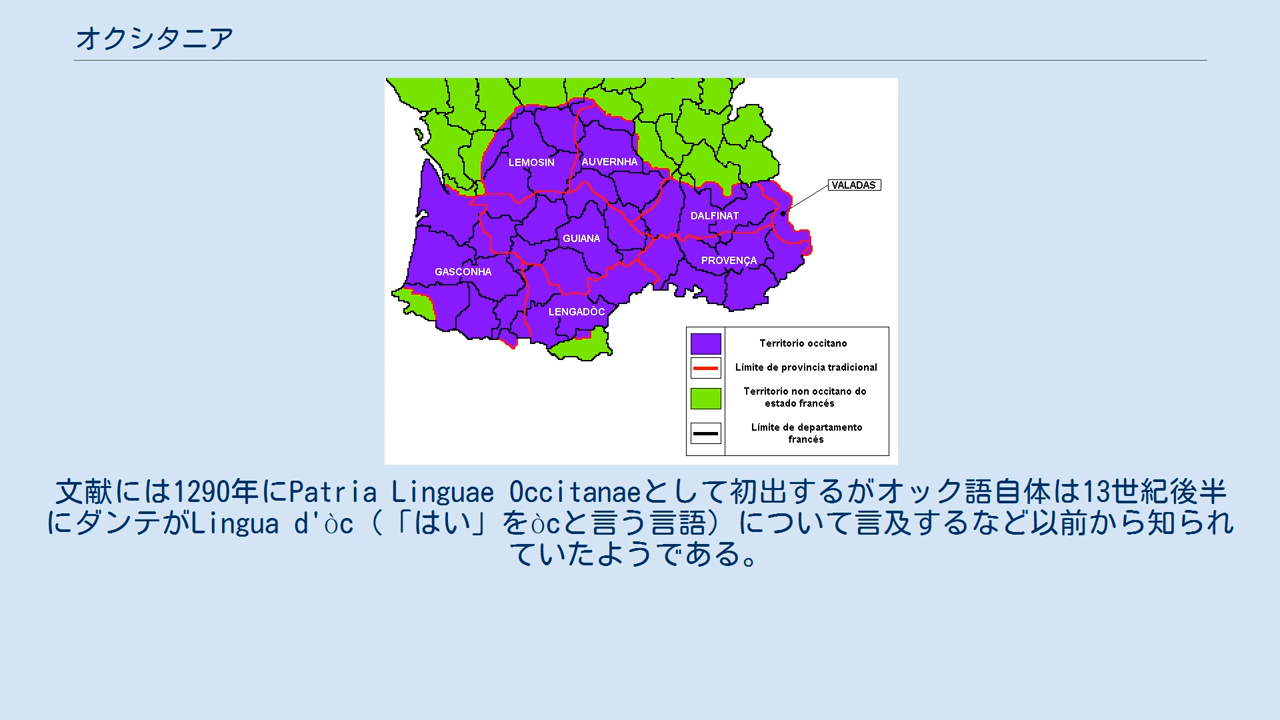 オクシタニア
LEMOSIN
AUVERNHA
VALADAS
DALFINAT
GUIANA
PROVENÇA
GASCONHA
LENGADÒC
Territorio occitano
Límite de provincia tradicional
Territorio non occitano do
estado francés
Límite de departamento
francés
文献には1290年にPatria Linguae Occitanaeとして初出するがオック語自体は13世紀後半
にダンテがLingua d'òc（「はい」をòcと言う言語）について言及するなど以前から知られ
ていたようである。